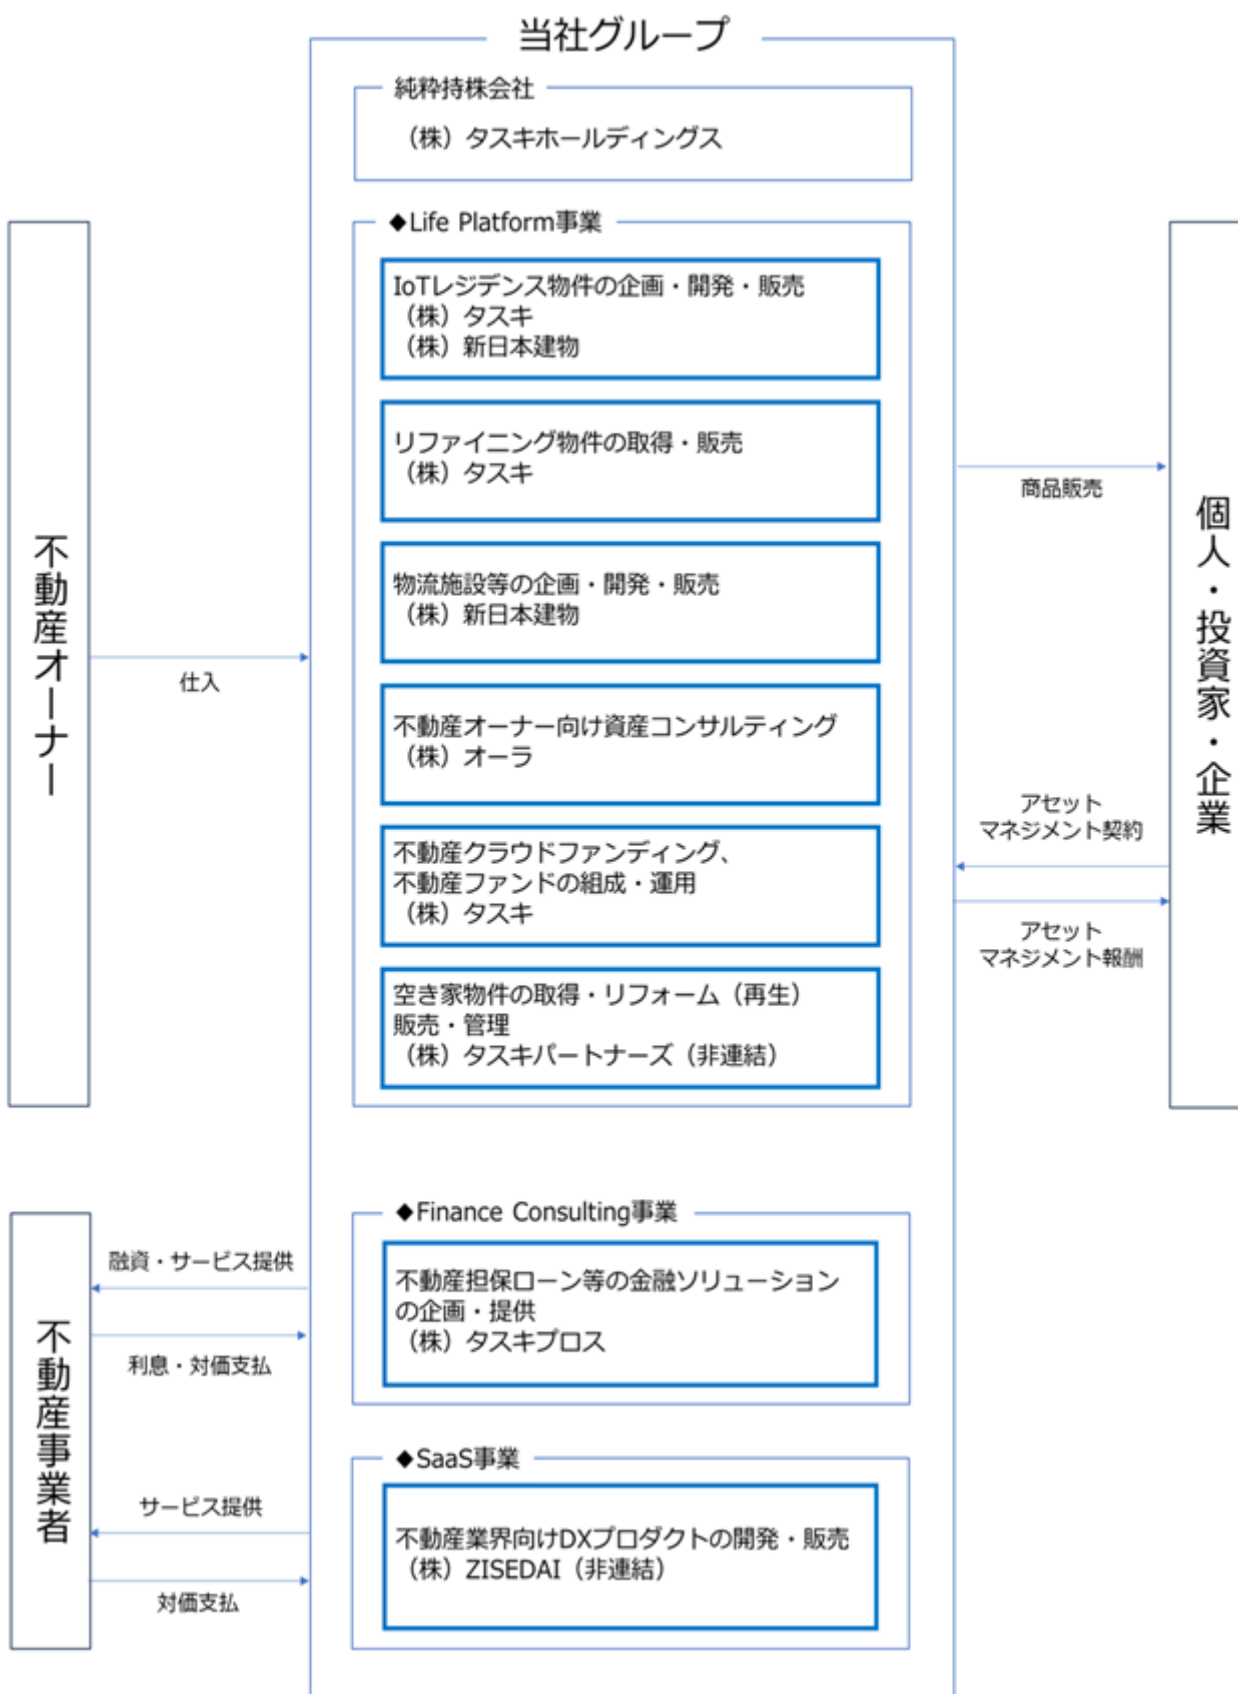 当社グループ
純粋持株会社
（株）タスキホールディングス
◆Life Platform事業
IoTレジデンス物件の企画・開発・販売
（株）タスキ
（株）新日本建物
リファイニング物件の取得・販売
（株）タスキ
物流施設等の企画・開発・販売
（株）新日本建物
不動産オーナー向け資産コンサルティング
（株）オーラ
不動産クラウドファンディング、
不動産ファンドの組成・運用
（株）タスキ
空き家物件の取得・リフォーム（再生）
販売・管理
（株）タスキパートナーズ（非連結）
不動産オーナー
仕入
商品販売
アセット
マネジメント契約
アセット
マネジメント報酬
個人・投資家・企業
◆Finance Consulting事業
不動産担保ローン等の金融ソリューション
の企画・提供
（株）タスキプロス
融資・サービス提供
利息・対価支払
不動産事業者
◆SaaS事業
不動産業界向けDXプロダクトの開発・販売
（株）ZISEDAI（非連結）
サービス提供
対価支払